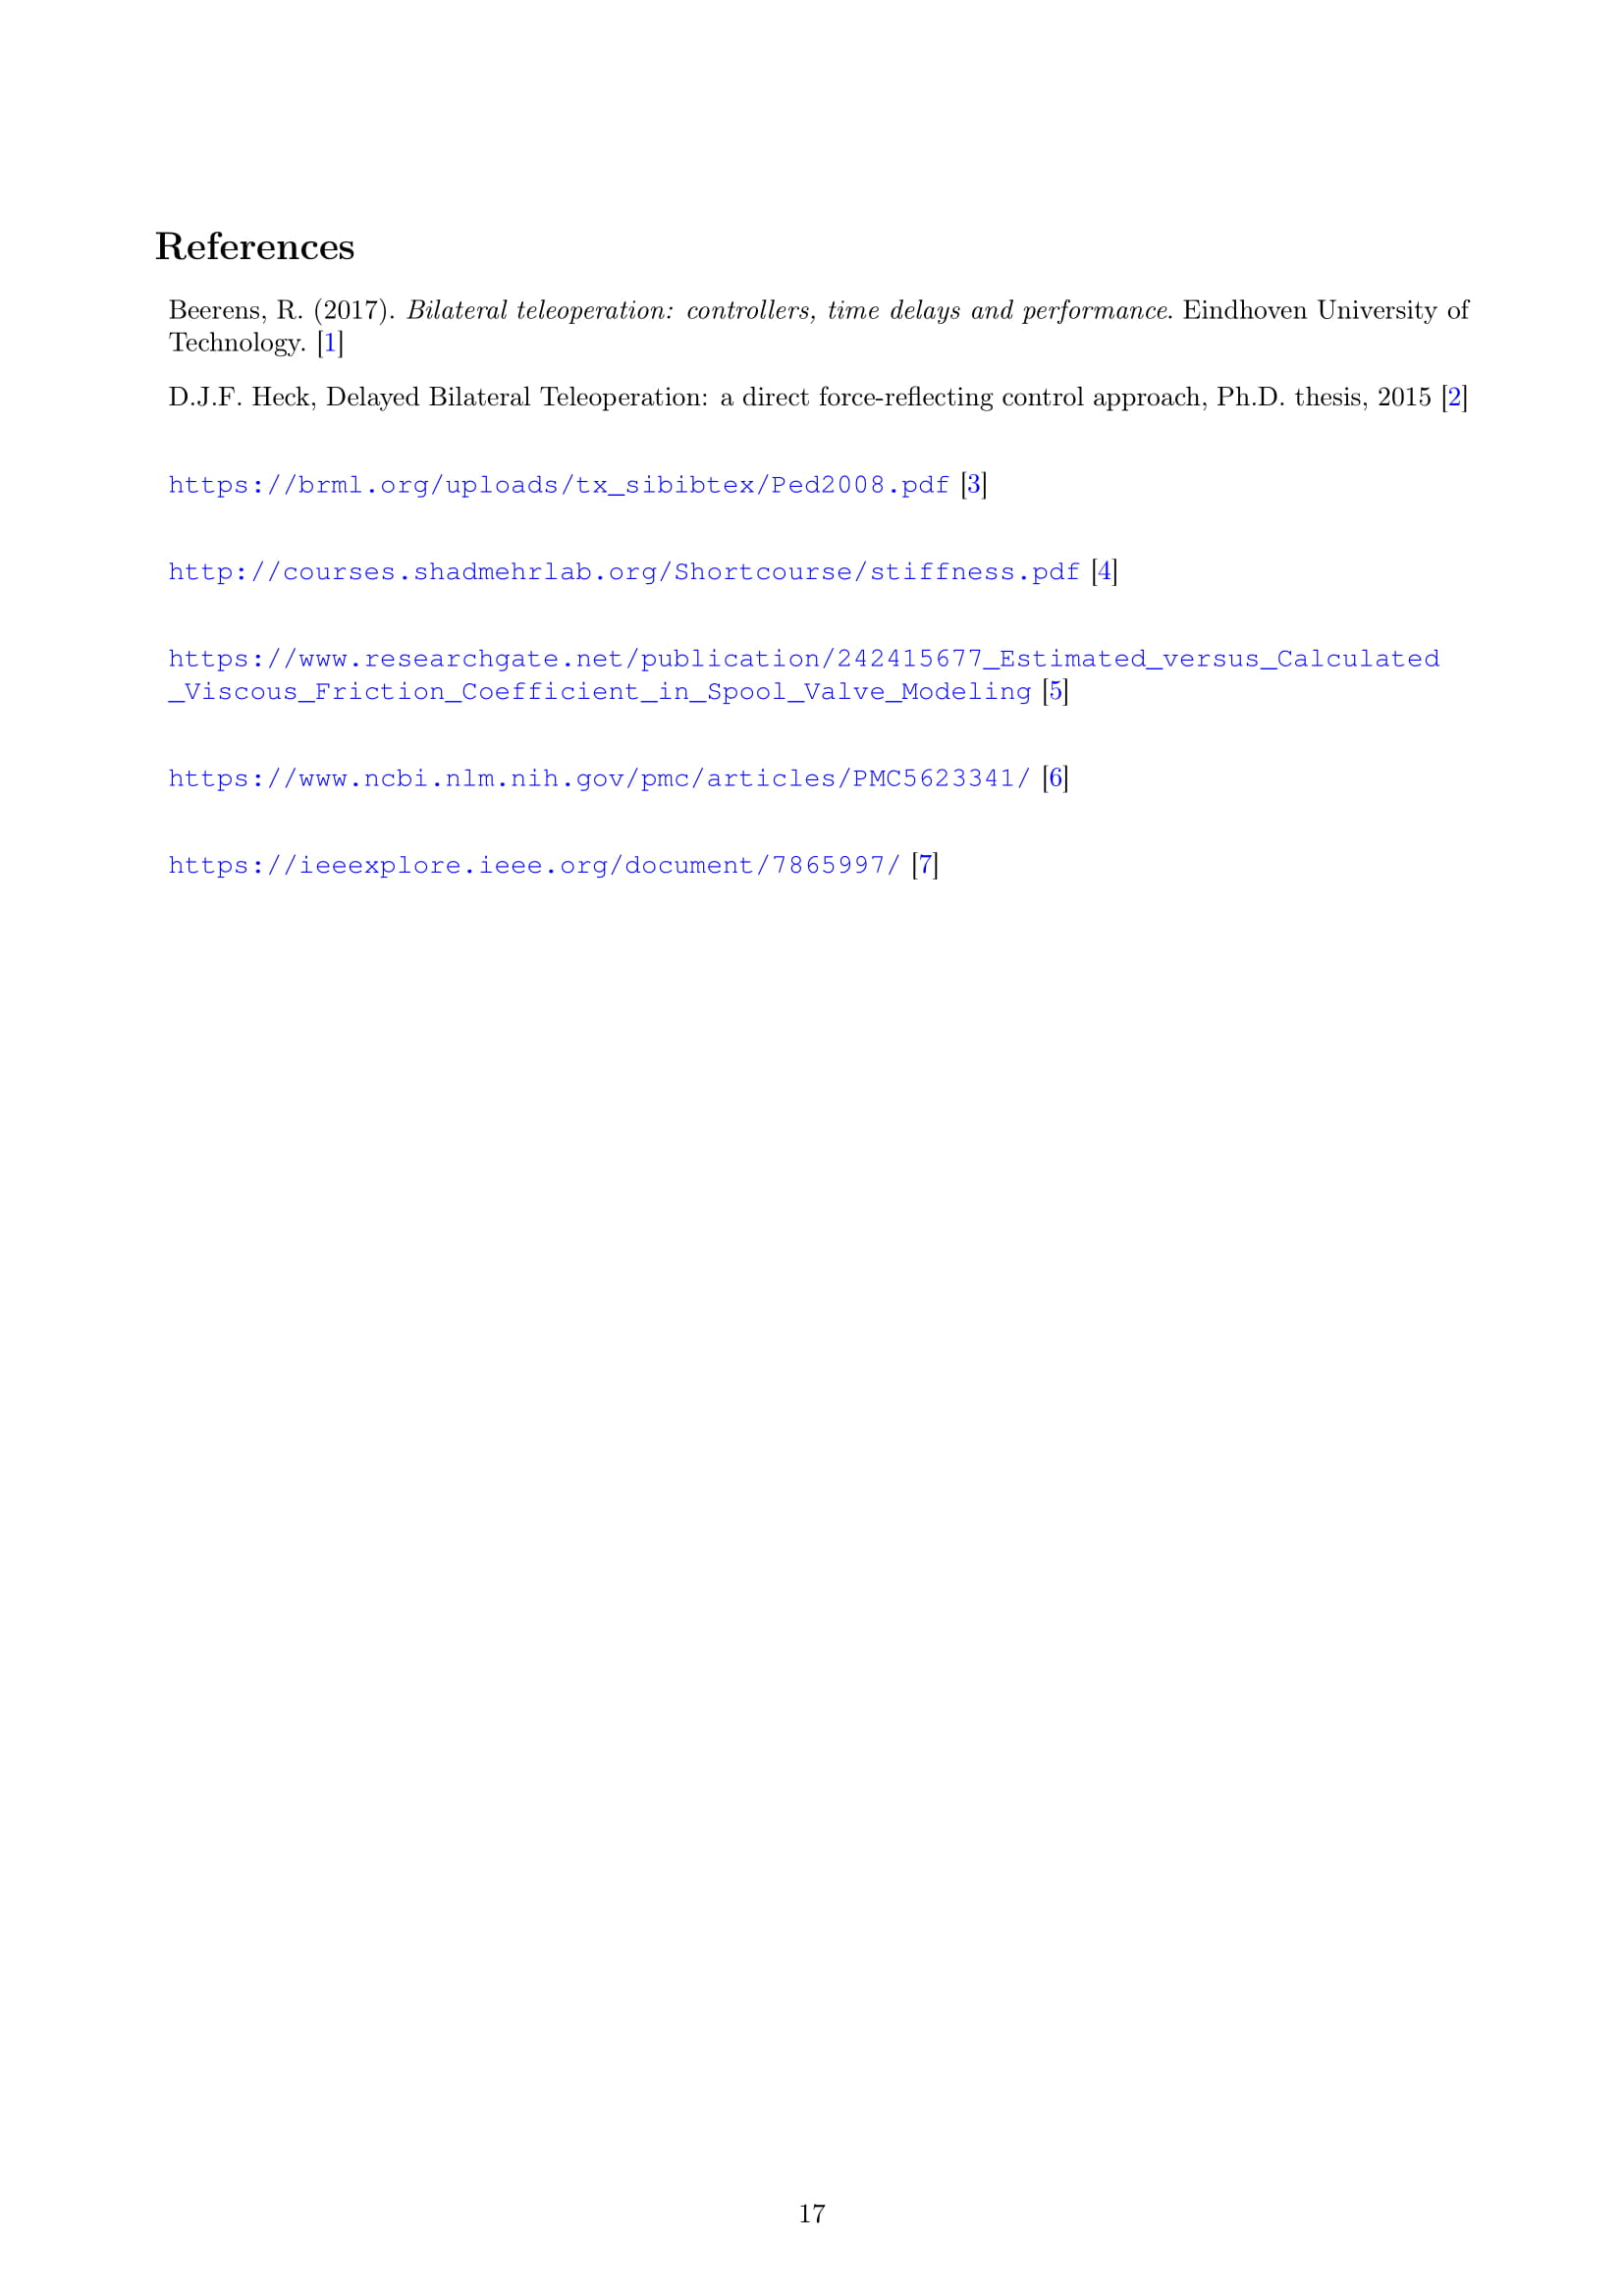 References
Beerens, R. (2017). Bilateral teleoperation: controllers, time delays and performance. Eindhoven University of
Technology. [1]
D.J.F. Heck, Delayed Bilateral Teleoperation: a direct force-reflecting control approach, Ph.D. thesis, 2015 [2]
https://brml.org/uploads/tx_sibibtex/Ped2008.pdf [3]
http://courses.shadmehrlab.org/Shortcourse/stiffness.pdf [4]
https://www.researchgate.net/publication/242415677_Estimated_versus_Calculated
_Viscous_Friction_Coefficient_in_Spool_Valve_Modeling [5]
https://www.ncbi.nlm.nih.gov/pmc/articles/PMC5623341/ [6]
https://ieeexplore.ieee.org/document/7865997/ [7]
17